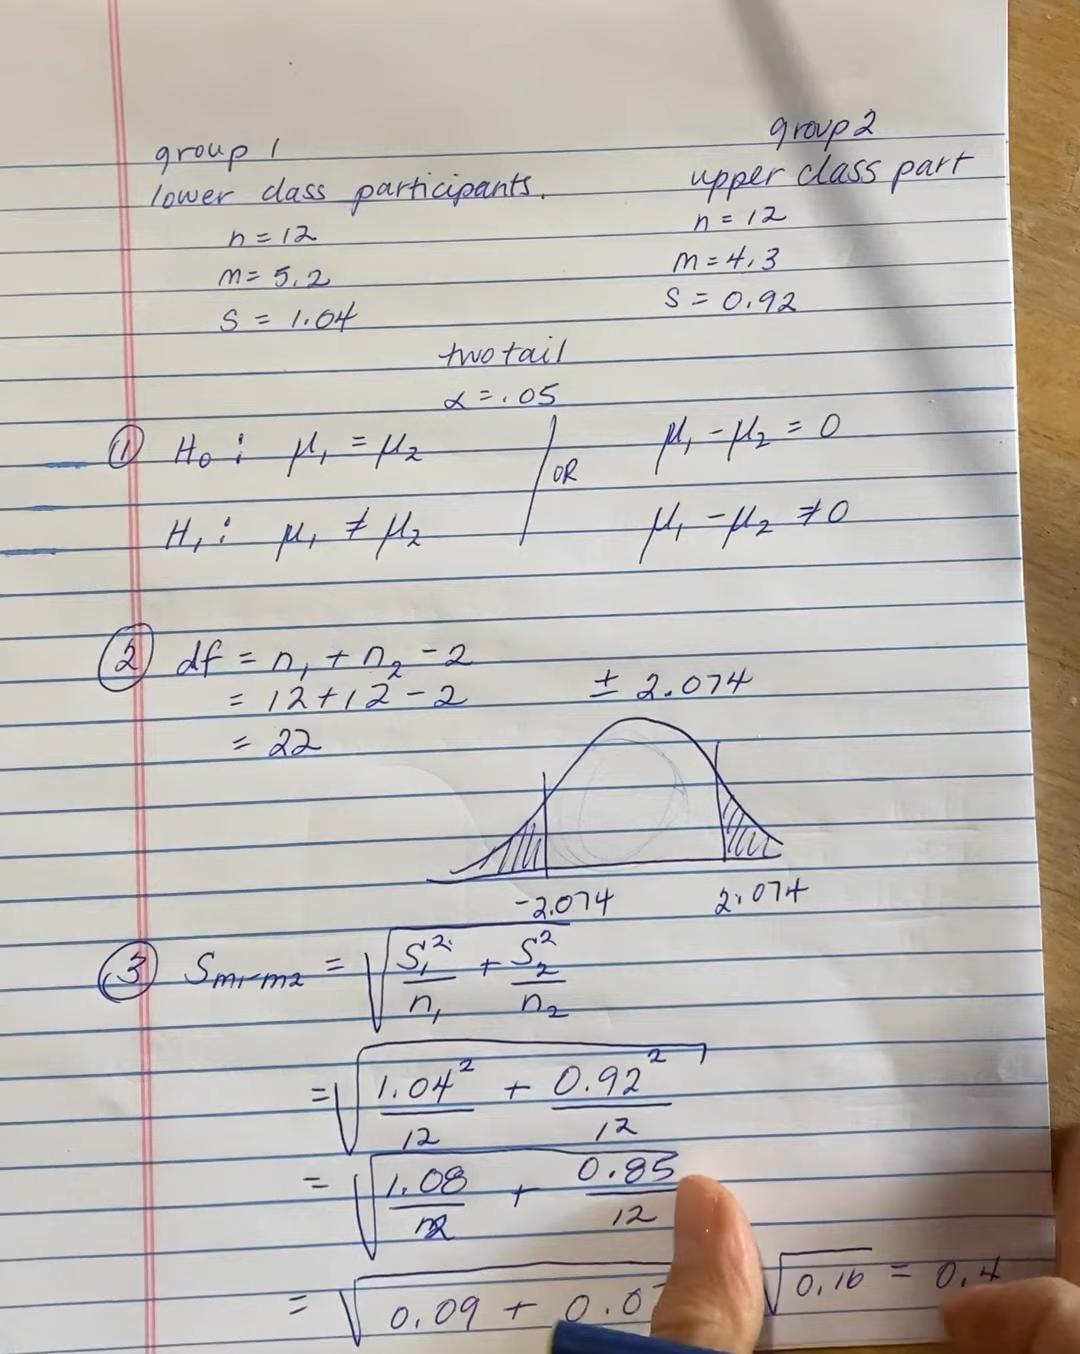 group 1
lower class participants.
n = 12
m = 5.2
s = 1.04
group 2
upper class part
n = 12
m = 4.3
s = 0.92
two tail
α = .05
① H₀ : μ₁ = μ₂ OR μ₁ - μ₂ = 0
H₁ : μ₁ ≠ μ₂ μ₁ - μ₂ ≠ 0
② df = n₁ + n₂ - 2
= 12 + 12 - 2
= 22
± 2.074
-2.074 2.074
③ Sm₁-m₂ = √(S₁²/n₁ + S₂²/n₂)
= √(1.04²/12 + 0.92²/12)
= √(1.08/12 + 0.85/12)
= √(0.09 + 0.0 √0.16 = 0.4